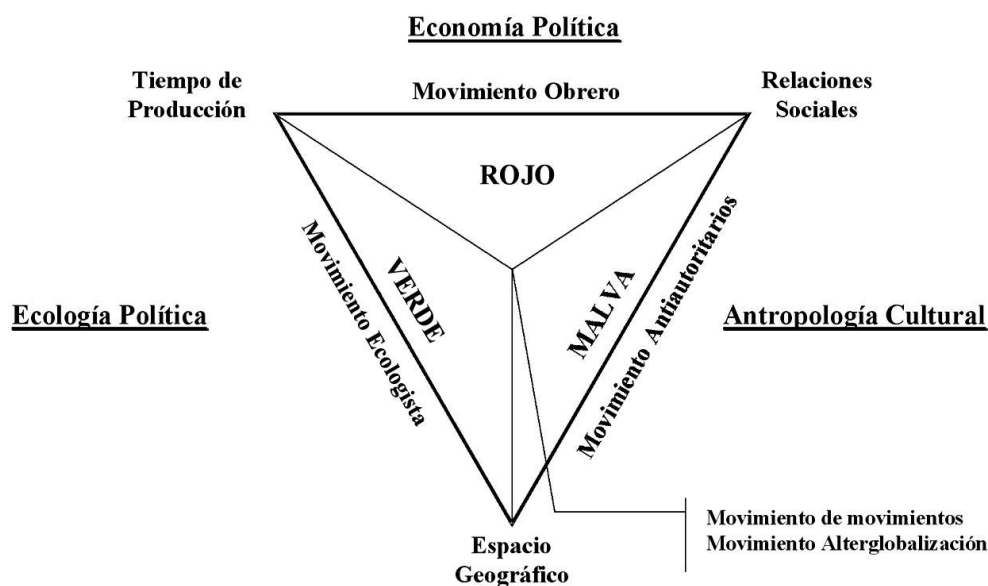 Economía Política
Tiempo de
Producción
Movimiento Obrero
Relaciones
Sociales
ROJO
VERDE
Movimiento Ecologista
MALVA
Movimiento Antiautoritarios
Ecología Política
Antropología Cultural
Espacio
Geográfico
Movimiento de movimientos
Movimiento Alterglobalización